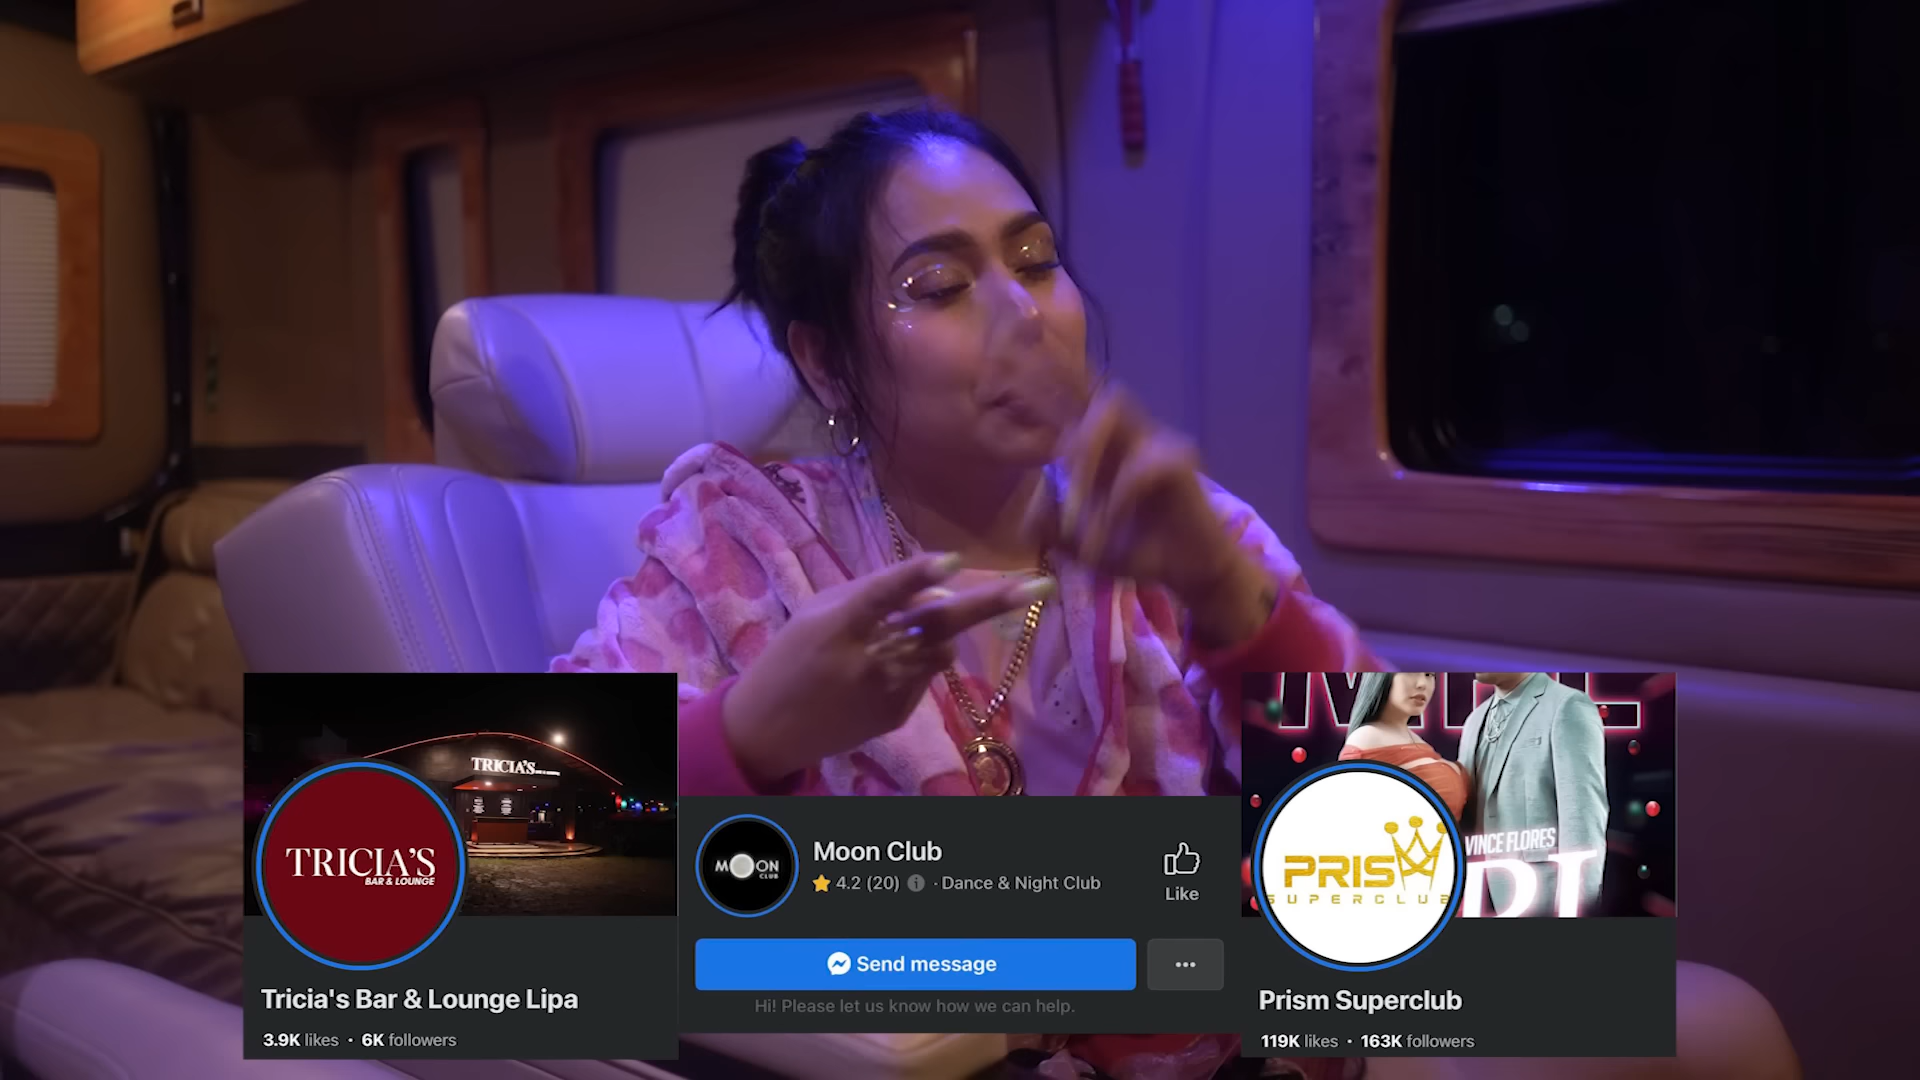 TRICIA'S
TRICIA'S
BAR & LOUNGE
Tricia's Bar & Lounge Lipa
3.9K likes · 6K followers
MOON
CLUB
Moon Club
4.2 (20) · Dance & Night Club
Like
Send message
Hi! Please let us know how we can help.
VINCE FLORES
PRISM
SUPERCLUB
Prism Superclub
119K likes · 163K followers